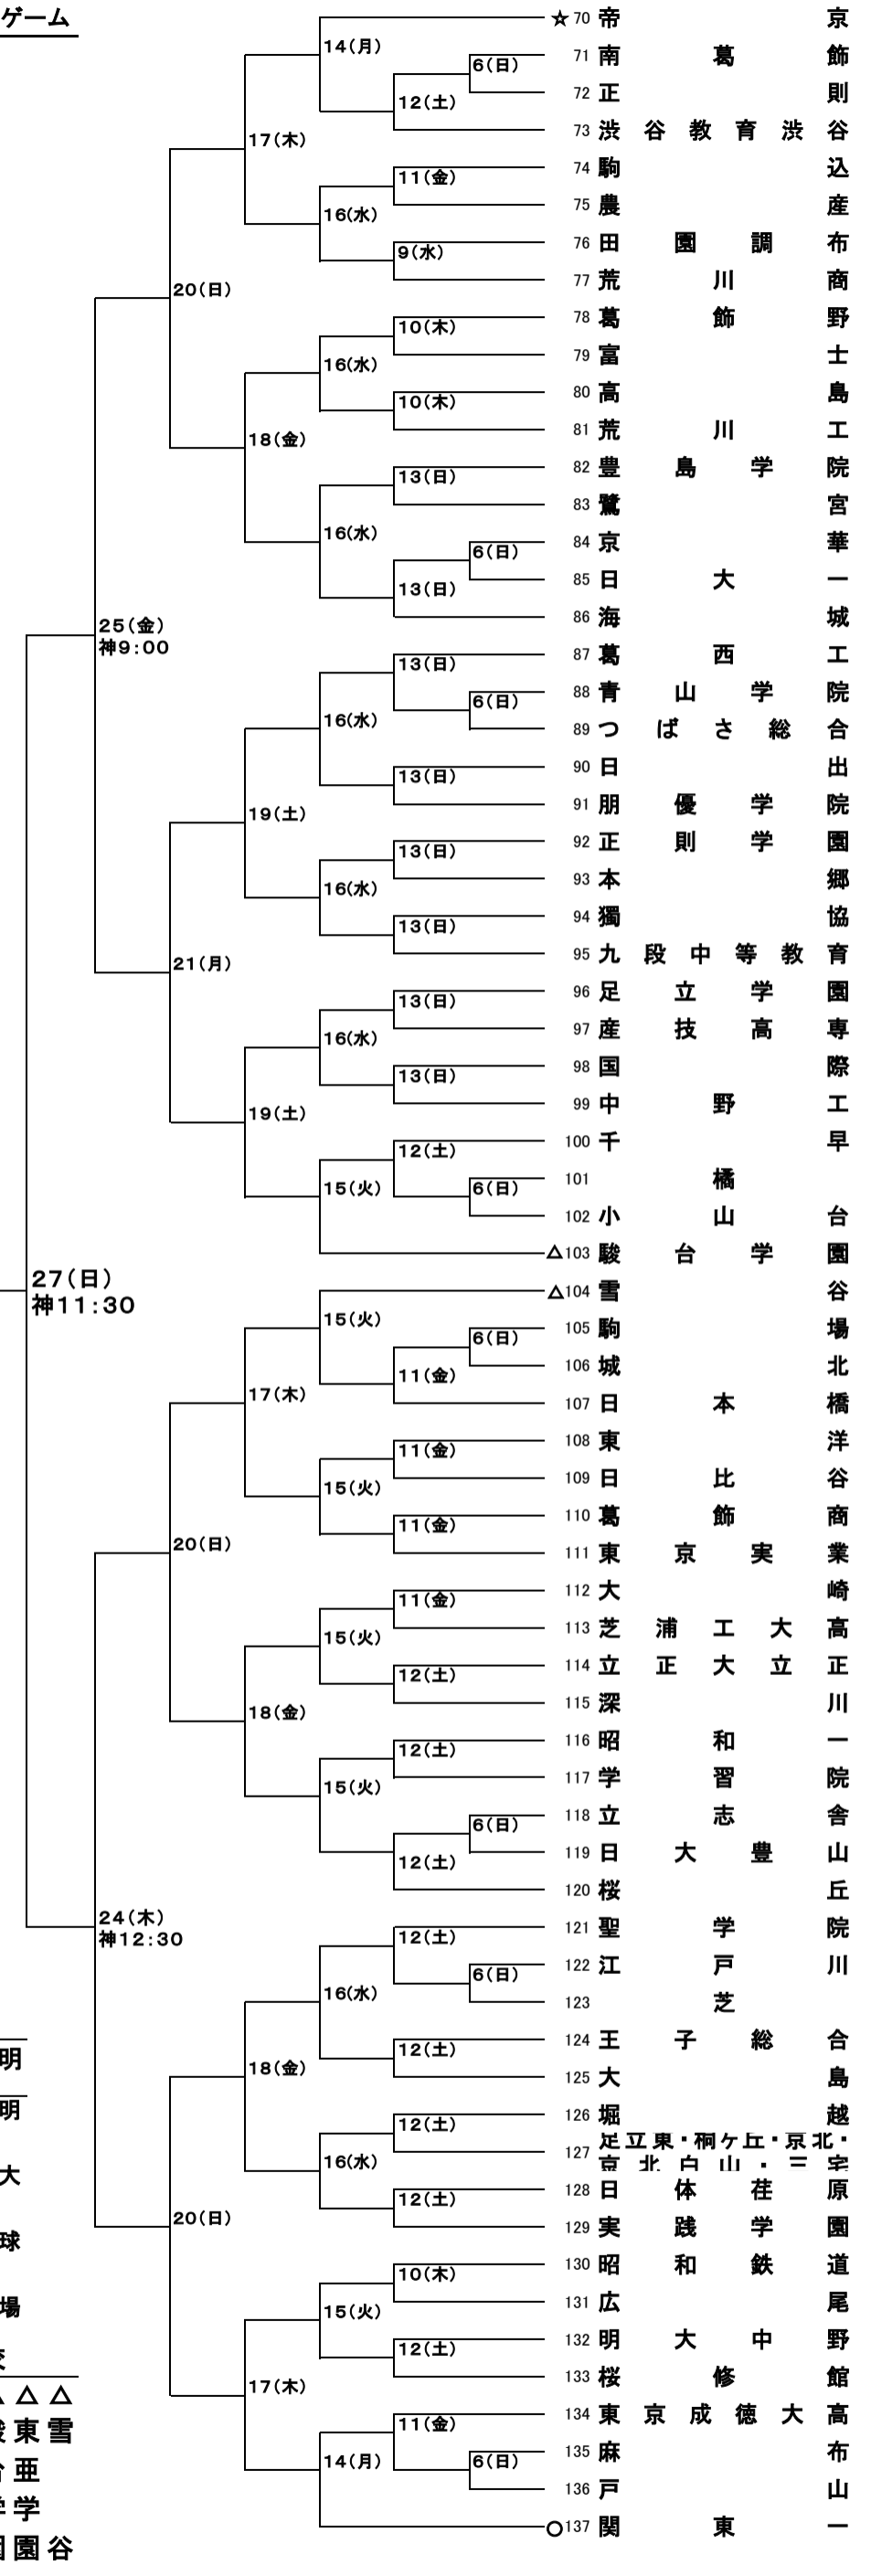 ゲーム
☆ 70 帝京
14(月)
71 南葛飾
6(日)
72 正則
12(土)
73 渋谷教育渋谷
17(木)
74 駒込
11(金)
75 農産
16(水)
76 田園調布
9(水)
77 荒川商
20(日)
78 葛飾野
10(木)
79 富士
16(水)
80 高島
10(木)
81 荒川工
18(金)
82 豊島学院
13(日)
83 鷺宮
16(水)
84 京華
6(日)
85 日大一
13(日)
86 海城
25(金)
神9:00
87 葛西工
13(日)
88 青山学院
6(日)
89 つばさ総合
16(水)
90 日出
13(日)
91 朋優学院
19(土)
92 正則学園
13(日)
93 本郷
16(水)
94 獨協
13(日)
95 九段中等教育
21(月)
96 足立学園
13(日)
97 産技高専
16(水)
98 国際
13(日)
99 中野工
19(土)
100 千早
12(土)
101 橘
6(日)
15(火)
102 小山台
△103 駿台学園
27(日)
神11:30
△104 雪谷
15(火)
105 駒場
6(日)
106 城北
11(金)
107 日本橋
17(木)
108 東洋
11(金)
109 日比谷
15(火)
110 葛飾商
11(金)
111 東京実業
20(日)
112 大崎
11(金)
113 芝浦工大高
15(火)
114 立正大立正
12(土)
115 深川
18(金)
116 昭和一
12(土)
117 学習院
15(火)
118 立志舎
6(日)
119 日大豊山
12(土)
120 桜丘
24(木)
神12:30
121 聖学院
12(土)
122 江戸川
6(日)
123 芝
16(水)
124 王子総合
12(土)
125 大島
18(金)
126 堀越
12(土)
127 足立東・桐ヶ丘・京北・
京北白山・三宅
16(水)
128 日体荏原
12(土)
129 実践学園
20(日)
130 昭和鉄道
10(木)
131 広尾
15(火)
132 明大中野
12(土)
133 桜修館
17(木)
134 東京成徳大高
11(金)
135 麻布
6(日)
14(月)
136 戸山
○137 関東一
明
明
大
球
場
△ △
東 雪
亜
学
園 谷